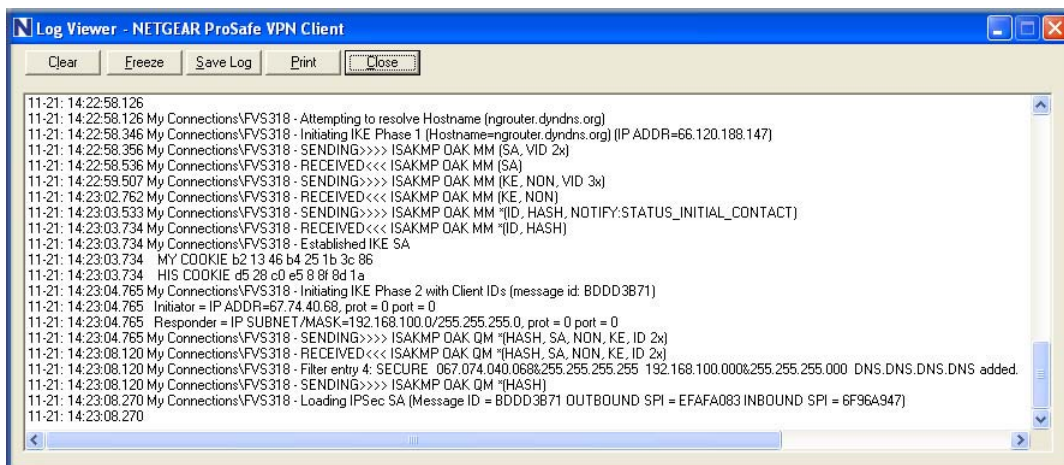 Log Viewer - NETGEAR ProSafe VPN Client
Clear Freeze Save Log Print Close
11-21: 14:22:58.126
11-21: 14:22:58.126 My Connections\FVS318 - Attempting to resolve Hostname (ngrouter.dyndns.org)
11-21: 14:22:58.346 My Connections\FVS318 - Initiating IKE Phase 1 (Hostname=ngrouter.dyndns.org) (IP ADDR=66.120.188.147)
11-21: 14:22:58.356 My Connections\FVS318 - SENDING>>>> ISAKMP OAK MM (SA, VID 2x)
11-21: 14:22:58.536 My Connections\FVS318 - RECEIVED<<< ISAKMP OAK MM (SA)
11-21: 14:22:59.507 My Connections\FVS318 - SENDING>>>> ISAKMP OAK MM (KE, NON, VID 3x)
11-21: 14:23:02.762 My Connections\FVS318 - RECEIVED<<< ISAKMP OAK MM (KE, NON)
11-21: 14:23:03.533 My Connections\FVS318 - SENDING>>>> ISAKMP OAK MM *(ID, HASH, NOTIFY:STATUS_INITIAL_CONTACT)
11-21: 14:23:03.734 My Connections\FVS318 - RECEIVED<<< ISAKMP OAK MM *(ID, HASH)
11-21: 14:23:03.734 My Connections\FVS318 - Established IKE SA
11-21: 14:23:03.734 MY COOKIE b2 13 46 b4 25 1b 3c 86
11-21: 14:23:03.734 HIS COOKIE d5 28 c0 e5 8 8f 8d 1a
11-21: 14:23:04.765 My Connections\FVS318 - Initiating IKE Phase 2 with Client IDs (message id: BDDD3B71)
11-21: 14:23:04.765 Initiator = IP ADDR=67.74.40.68, prot = 0 port = 0
11-21: 14:23:04.765 Responder = IP SUBNET/MASK=192.168.100.0/255.255.255.0, prot = 0 port = 0
11-21: 14:23:04.765 My Connections\FVS318 - SENDING>>>> ISAKMP OAK QM *(HASH, SA, NON, KE, ID 2x)
11-21: 14:23:08.120 My Connections\FVS318 - RECEIVED<<< ISAKMP OAK QM *(HASH, SA, NON, KE, ID 2x)
11-21: 14:23:08.120 My Connections\FVS318 - Filter entry 4: SECURE 067.074.040.068&255.255.255.255 192.168.100.000&255.255.255.000 DNS.DNS.DNS.DNS added.
11-21: 14:23:08.120 My Connections\FVS318 - SENDING>>>> ISAKMP OAK QM *(HASH)
11-21: 14:23:08.270 My Connections\FVS318 - Loading IPSec SA (Message ID = BDDD3B71 OUTBOUND SPI = EFAFA083 INBOUND SPI = 6F96A947)
11-21: 14:23:08.270